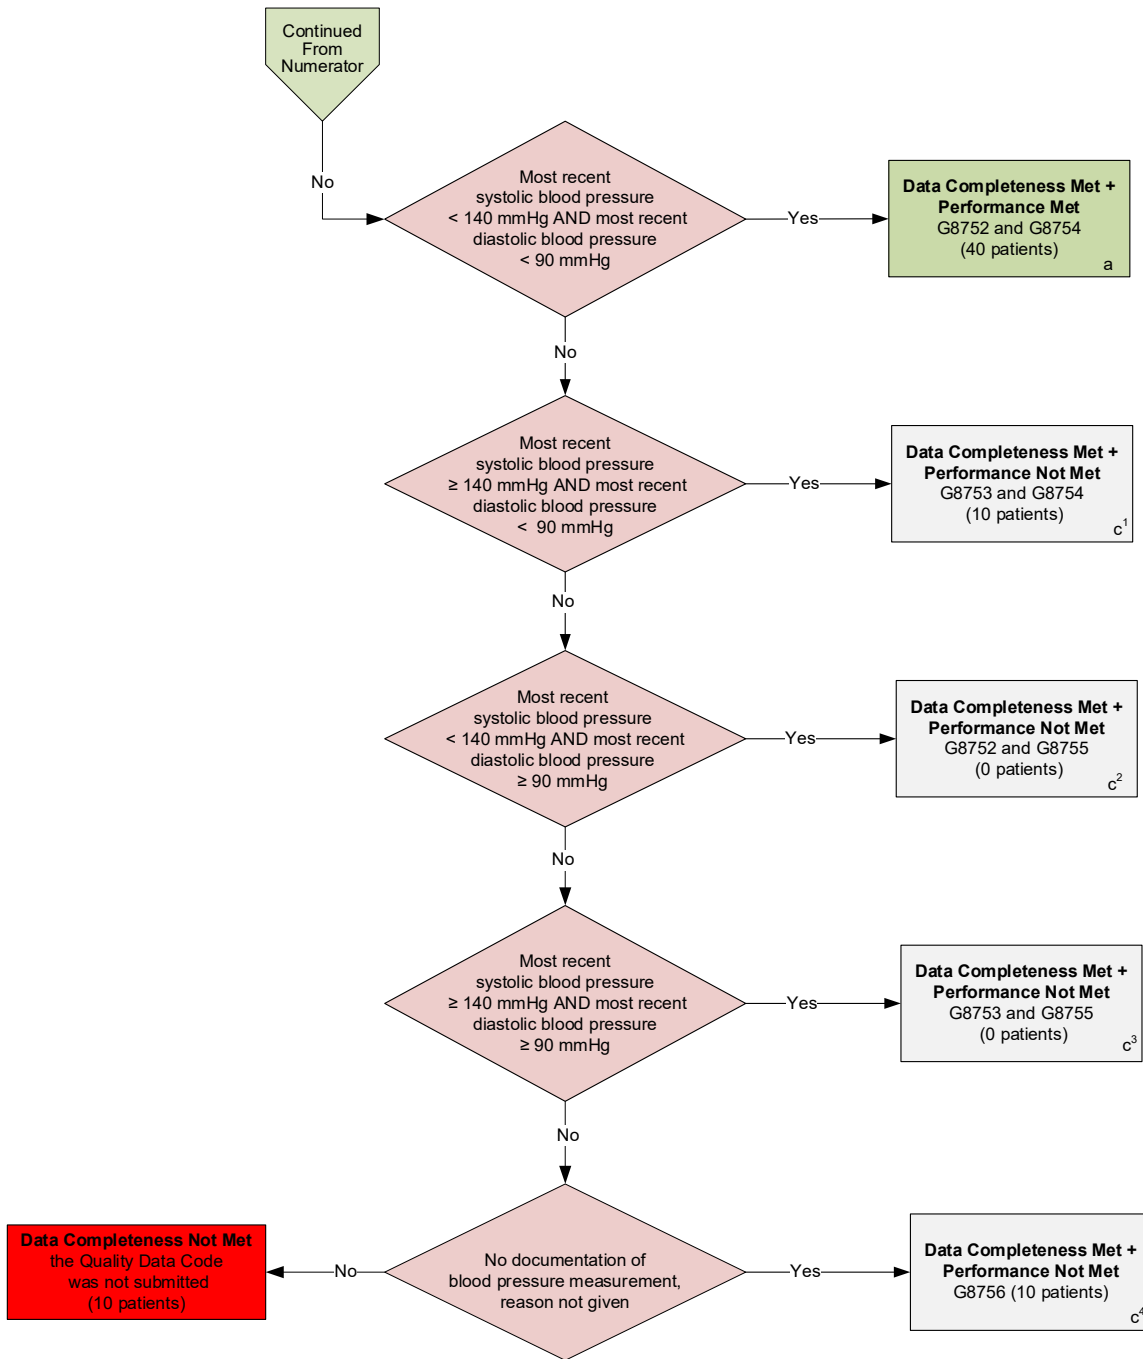 Continued
From
Numerator
No
Most recent
systolic blood pressure
< 140 mmHg AND most recent
diastolic blood pressure
< 90 mmHg
Yes
Data Completeness Met +
Performance Met
G8752 and G8754
(40 patients)
a
No
Most recent
systolic blood pressure
≥ 140 mmHg AND most recent
diastolic blood pressure
< 90 mmHg
Yes
Data Completeness Met +
Performance Not Met
G8753 and G8754
(10 patients)
c¹
No
Most recent
systolic blood pressure
< 140 mmHg AND most recent
diastolic blood pressure
≥ 90 mmHg
Yes
Data Completeness Met +
Performance Not Met
G8752 and G8755
(0 patients)
c²
No
Most recent
systolic blood pressure
≥ 140 mmHg AND most recent
diastolic blood pressure
≥ 90 mmHg
Yes
Data Completeness Met +
Performance Not Met
G8753 and G8755
(0 patients)
c³
No
No documentation of
blood pressure measurement,
reason not given
Yes
Data Completeness Met +
Performance Not Met
G8756 (10 patients)
c⁴
No
Data Completeness Not Met
the Quality Data Code
was not submitted
(10 patients)